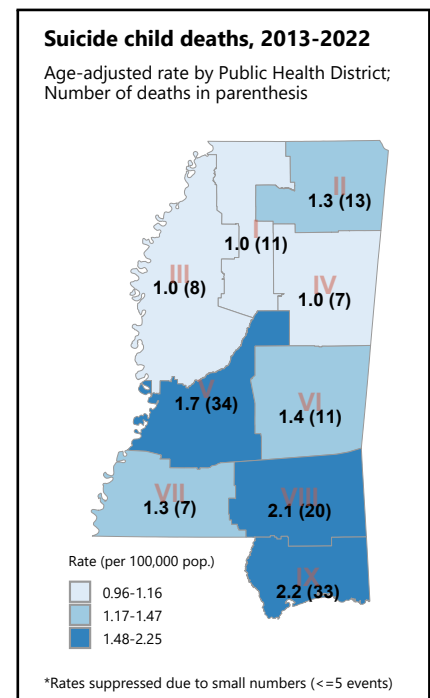 Suicide child deaths, 2013-2022
Age-adjusted rate by Public Health District;
Number of deaths in parenthesis
II
1.3 (13)
I
1.0 (11)
III
1.0 (8)
IV
1.0 (7)
V
1.7 (34)
VI
1.4 (11)
VII
1.3 (7)
VIII
2.1 (20)
IX
2.2 (33)
Rate (per 100,000 pop.)
0.96-1.16
1.17-1.47
1.48-2.25
*Rates suppressed due to small numbers (<=5 events)